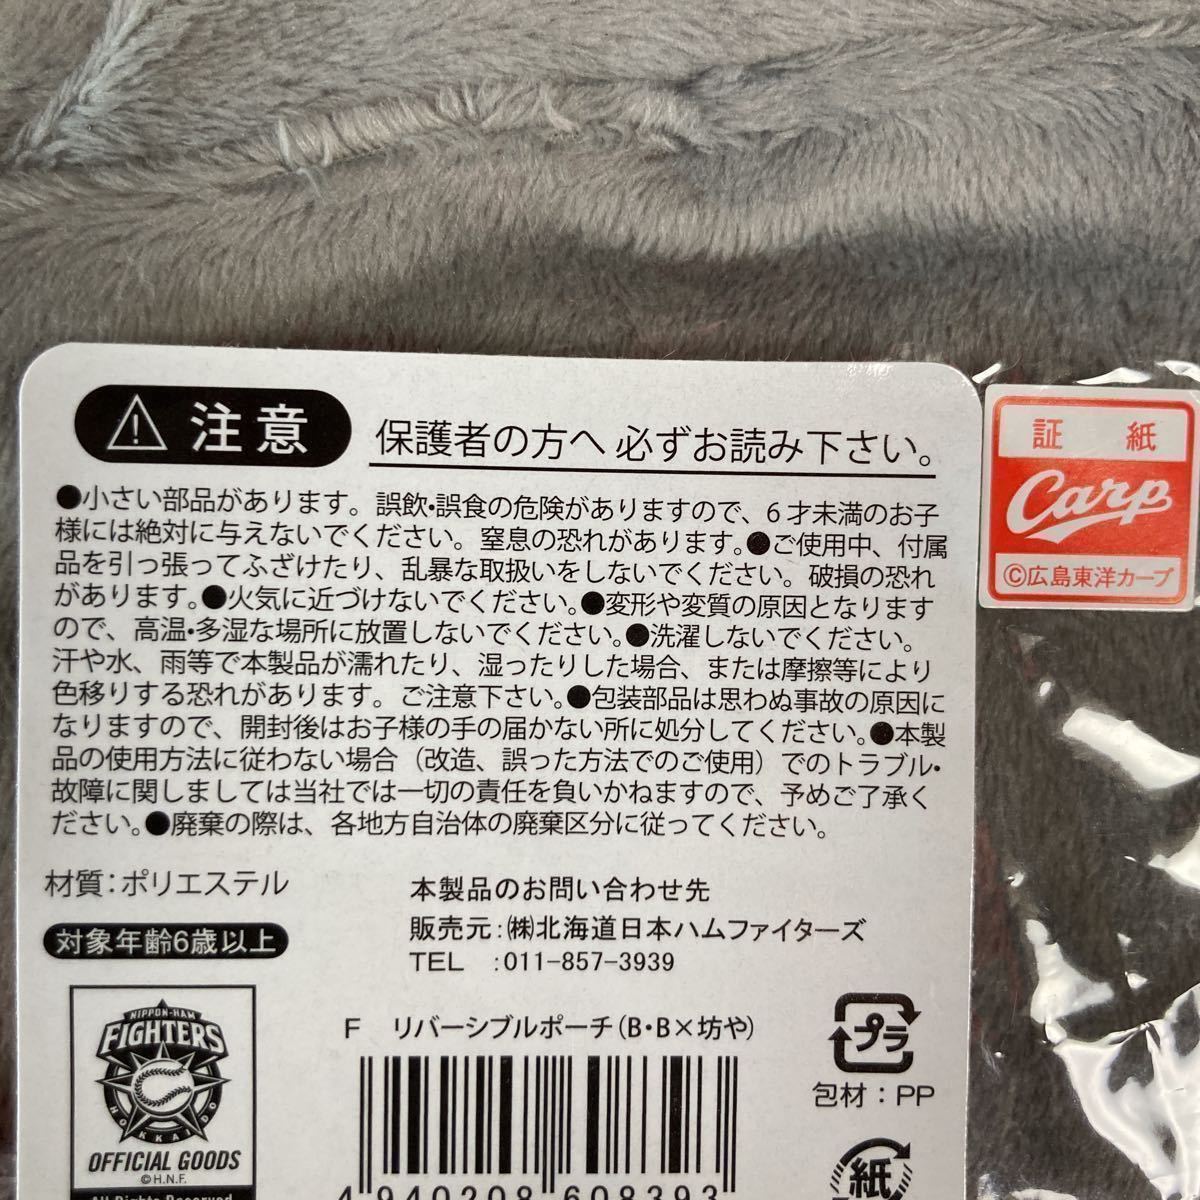 注意
保護者の方へ 必ずお読み下さい。
●小さい部品があります。誤飲・誤食の危険がありますので、6才未満のお子
様には絶対に与えないでください。窒息の恐れがあります。●ご使用中、付属
品を引っ張ってふざけたり、乱暴な取扱いをしないでください。破損の恐れ
があります。●火気に近づけないでください。●変形や変質の原因となります
ので、高温・多湿な場所に放置しないでください。●洗濯しないでください。
汗や水、雨等で本製品が濡れたり、湿ったりした場合、または摩擦等により
色移りする恐れがあります。ご注意下さい。●包装部品は思わぬ事故の原因に
なりますので、開封後はお子様の手の届かない所に処分してください。●本製
品の使用方法に従わない場合（改造、誤った方法でのご使用）でのトラブル・
故障に関しましては当社では一切の責任を負いかねますので、予めご了承く
ださい。●廃棄の際は、各地方自治体の廃棄区分に従ってください。
証 紙
Carp
©広島東洋カープ
材質：ポリエステル
対象年齢6歳以上
本製品のお問い合わせ先
販売元：㈱北海道日本ハムファイターズ
TEL ：011-857-3939
NIPPON-HAM
FIGHTERS
HOKKAIDO
OFFICIAL GOODS
©H.N.F.
All Rights Reserved
F リバーシブルポーチ（B・B×坊や）
4 940208 608393
プラ
包材：PP
紙